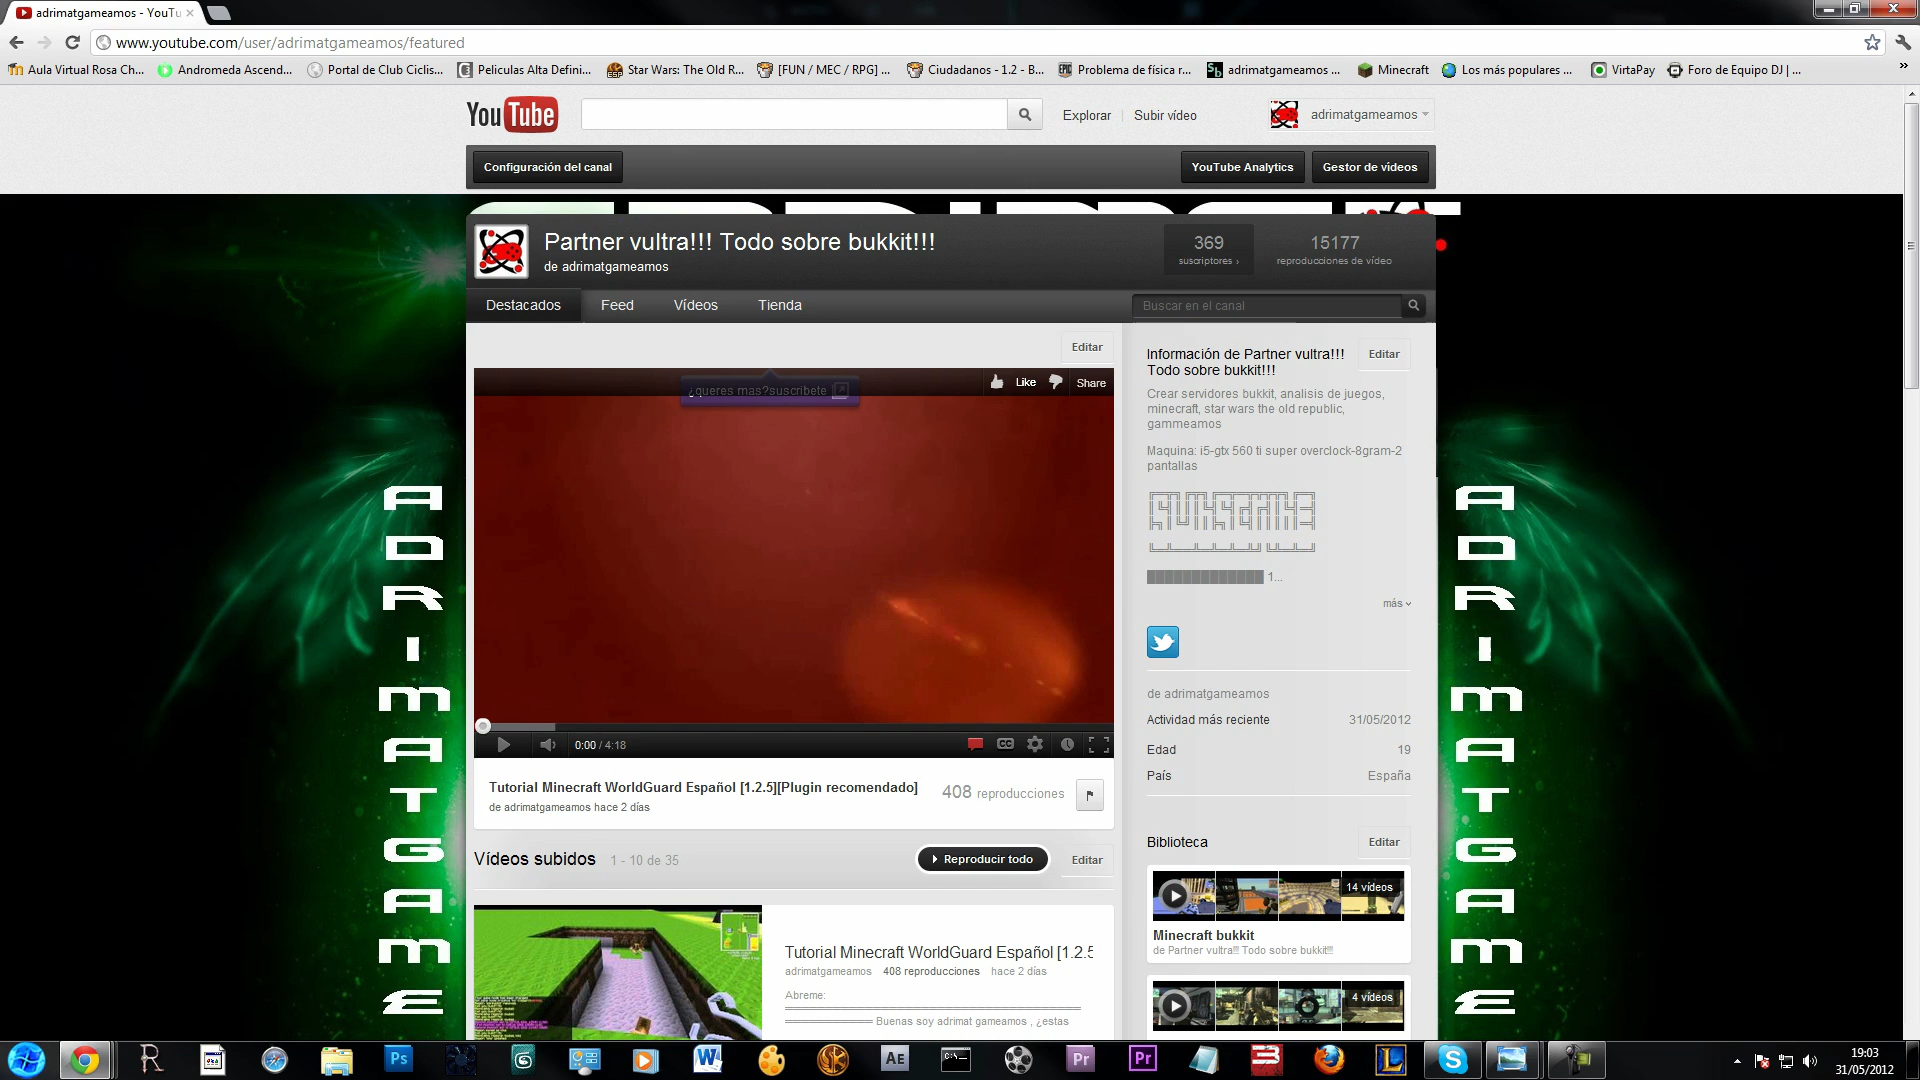 adrimatgameamos - YouTu
www.youtube.com/user/adrimatgameamos/featured
Aula Virtual Rosa Ch...
Andromeda Ascend...
Portal de Club Ciclis...
Peliculas Alta Defini...
Star Wars: The Old R...
[FUN / MEC / RPG] ...
Ciudadanos - 1.2 - B...
Problema de física r...
adrimatgameamos ...
Minecraft
Los más populares ...
VirtaPay
Foro de Equipo DJ | ...
YouTube
Explorar
Subir vídeo
adrimatgameamos
Configuración del canal
YouTube Analytics
Gestor de vídeos
Partner vultra!!! Todo sobre bukkit!!!
de adrimatgameamos
369
suscriptores ›
15177
reproducciones de vídeo
Destacados
Feed
Vídeos
Tienda
Buscar en el canal
Editar
¿queres mas?suscribete
Like
Share
0:00 / 4:18
CC
Tutorial Minecraft WorldGuard Español [1.2.5][Plugin recomendado]
de adrimatgameamos hace 2 días
408 reproducciones
Vídeos subidos
1 - 10 de 35
Reproducir todo
Editar
Tutorial Minecraft WorldGuard Español [1.2.5
adrimatgameamos 408 reproducciones hace 2 días
Abreme:
Buenas soy adrimat gameamos , ¿estas
Información de Partner vultra!!!
Todo sobre bukkit!!!
Editar
Crear servidores bukkit, analisis de juegos,
minecraft, star wars the old republic,
gammeamos
Maquina: i5-gtx 560 ti super overclock-8gram-2
pantallas
█████████████ 1...
más
de adrimatgameamos
Actividad más reciente 31/05/2012
Edad 19
País España
Biblioteca
Editar
14 vídeos
Minecraft bukkit
de Partner vultra!!! Todo sobre bukkit!!!
4 vídeos
ADRIMATGAME
ADRIMATGAME
Ps
W
AE
C:\
Pr
Pr
L
S
19:03
31/05/2012